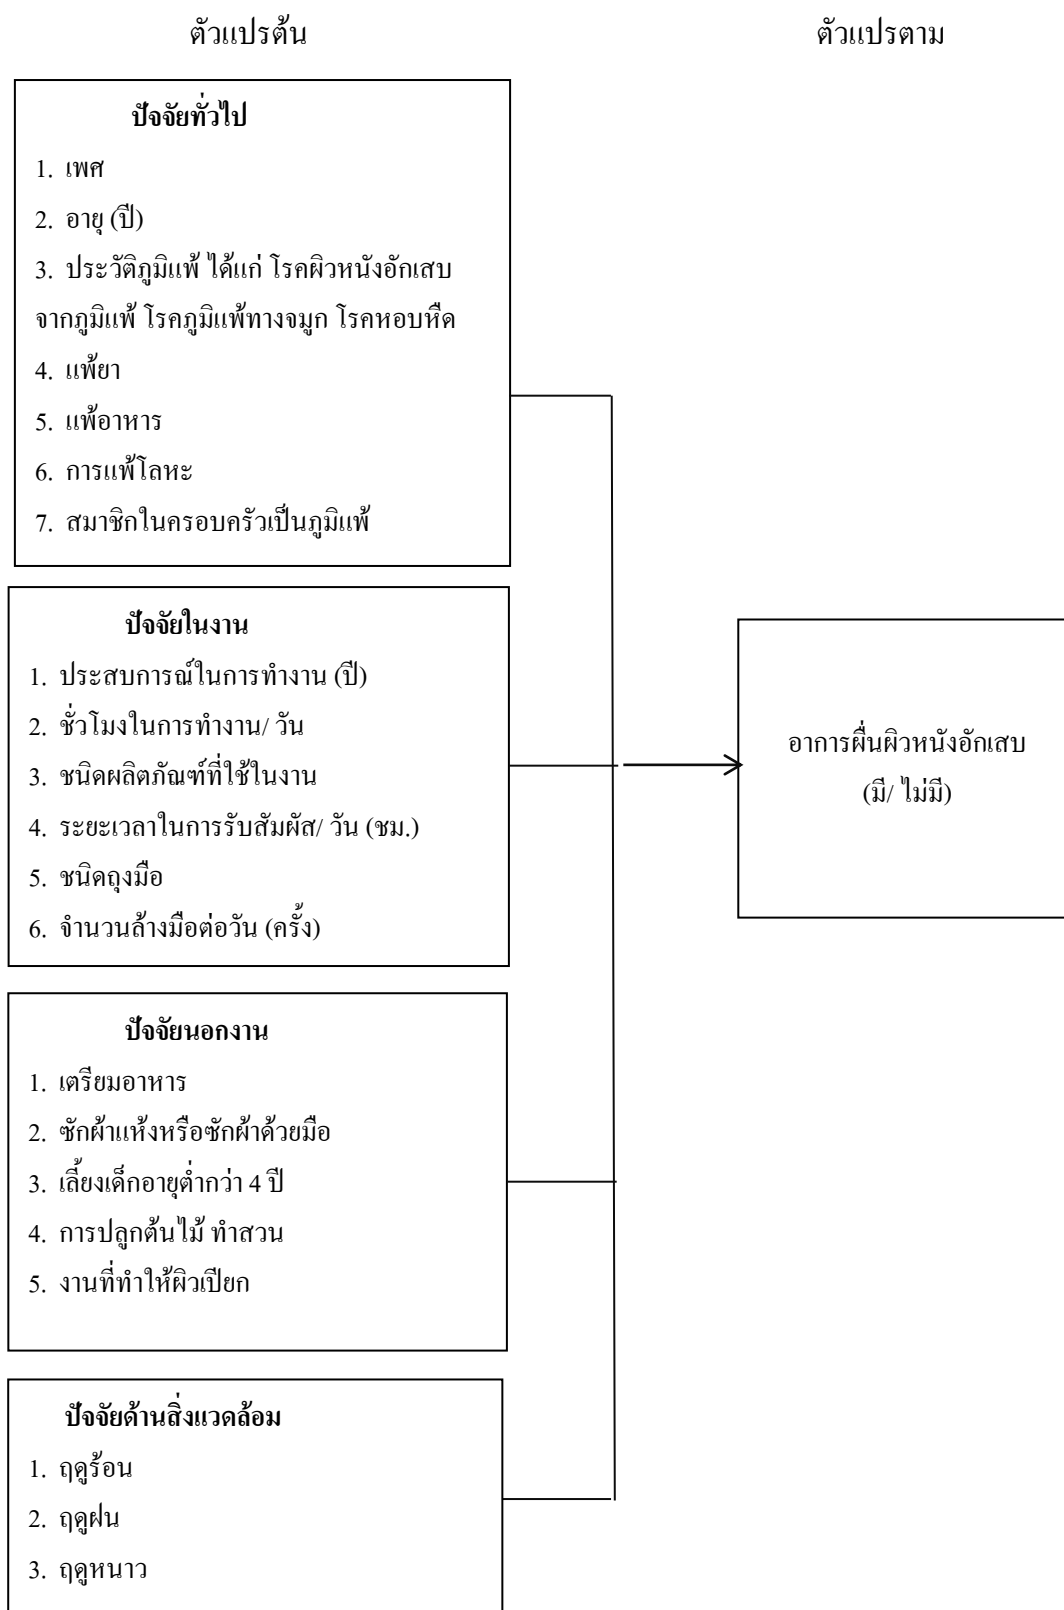 ตัวแปรต้น
ตัวแปรตาม
ปัจจัยทั่วไป
1. เพศ
2. อายุ (ปี)
3. ประวัติภูมิแพ้ ได้แก่ โรคผิวหนังอักเสบ
จากภูมิแพ้ โรคภูมิแพ้ทางจมูก โรคหอบหืด
4. แพ้ยา
5. แพ้อาหาร
6. การแพ้โลหะ
7. สมาชิกในครอบครัวเป็นภูมิแพ้
ปัจจัยในงาน
1. ประสบการณ์ในการทำงาน (ปี)
2. ชั่วโมงในการทำงาน/ วัน
3. ชนิดผลิตภัณฑ์ที่ใช้ในงาน
4. ระยะเวลาในการรับสัมผัส/ วัน (ชม.)
5. ชนิดถุงมือ
6. จำนวนล้างมือต่อวัน (ครั้ง)
อาการผื่นผิวหนังอักเสบ
(มี/ ไม่มี)
ปัจจัยนอกงาน
1. เตรียมอาหาร
2. ซักผ้าแห้งหรือซักผ้าด้วยมือ
3. เลี้ยงเด็กอายุต่ำกว่า 4 ปี
4. การปลูกต้นไม้ ทำสวน
5. งานที่ทำให้ผิวเปียก
ปัจจัยด้านสิ่งแวดล้อม
1. ฤดูร้อน
2. ฤดูฝน
3. ฤดูหนาว